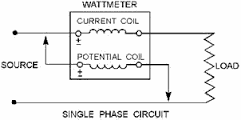 WATTMETER
CURRENT COIL
±
SOURCE
POTENTIAL COIL
±
LOAD
SINGLE PHASE CIRCUIT